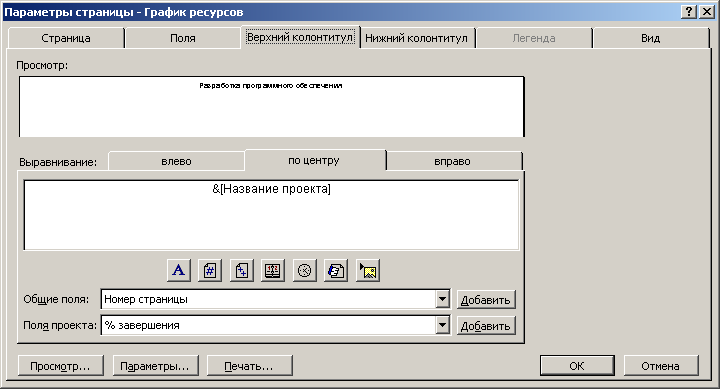 Параметры страницы - График ресурсов
Страница Поля Верхний колонтитул Нижний колонтитул Легенда Вид
Просмотр:
Разработка программного обеспечения
Выравнивание: влево по центру вправо
&[Название проекта]
Общие поля: Номер страницы Добавить
Поля проекта: % завершения Добавить
Просмотр... Параметры... Печать... OK Отмена